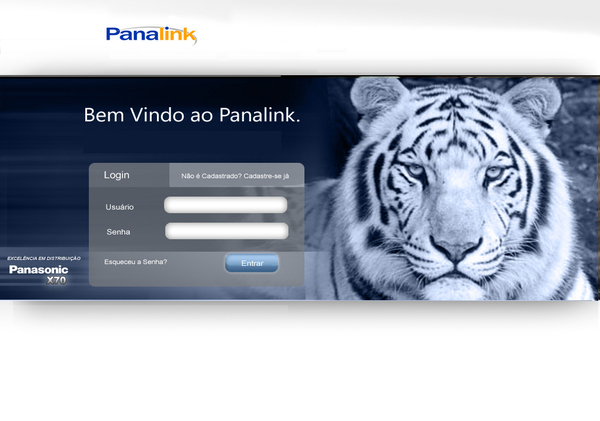 Panalink
Bem Vindo ao Panalink.
Login
Não é Cadastrado? Cadastre-se já
Usuário
Senha
Esqueceu a Senha?
Entrar
EXCELÊNCIA EM DISTRIBUIÇÃO
Panasonic
X70